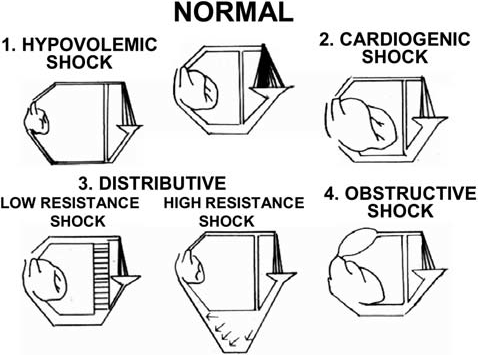 NORMAL
1. HYPOVOLEMIC
SHOCK
2. CARDIOGENIC
SHOCK
3. DISTRIBUTIVE
LOW RESISTANCE
SHOCK
HIGH RESISTANCE
SHOCK
4. OBSTRUCTIVE
SHOCK